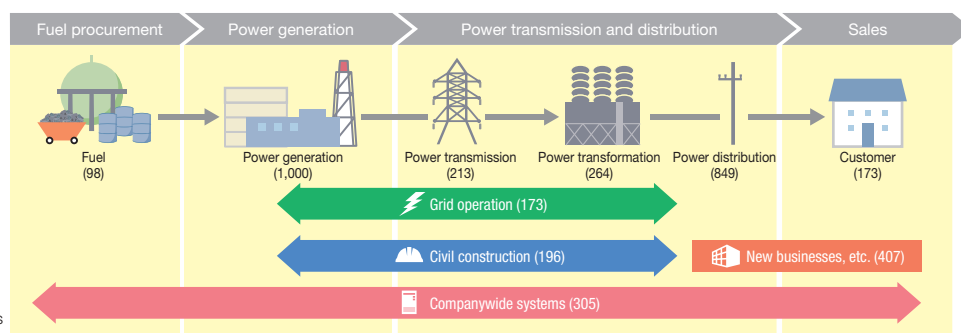 Fuel procurement
Power generation
Power transmission and distribution
Sales
Fuel
(98)
Power generation
(1,000)
Power transmission
(213)
Power transformation
(264)
Power distribution
(849)
Customer
(173)
Grid operation (173)
Civil construction (196)
New businesses, etc. (407)
Companywide systems (305)
s